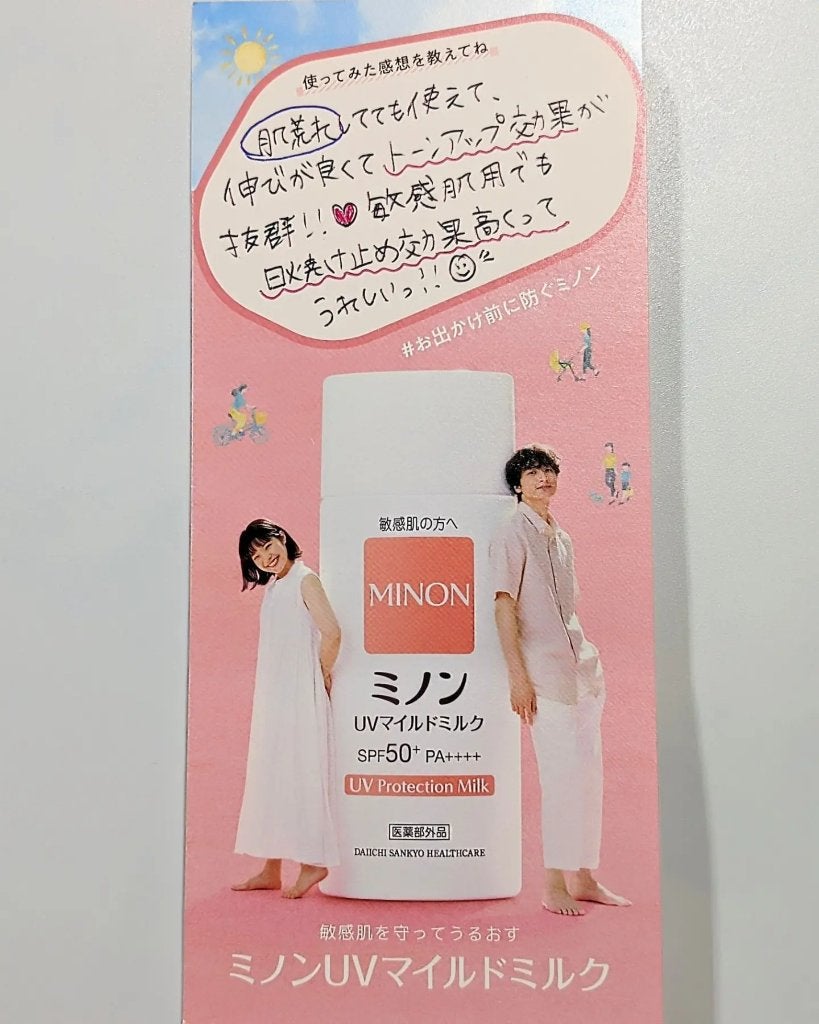 使ってみた感想を教えてね
肌荒れしてても使えて、
伸びが良くてトーンアップ効果が
抜群!!敏感肌用でも
日焼け止め効果高くって
うれしいっ!!
#お出かけ前に防ぐミノン
敏感肌の方へ
MINON
ミノン
UVマイルドミルク
SPF50+ PA++++
UV Protection Milk
医薬部外品
DAIICHI SANKYO HEALTHCARE
敏感肌を守ってうるおす
ミノンUVマイルドミルク